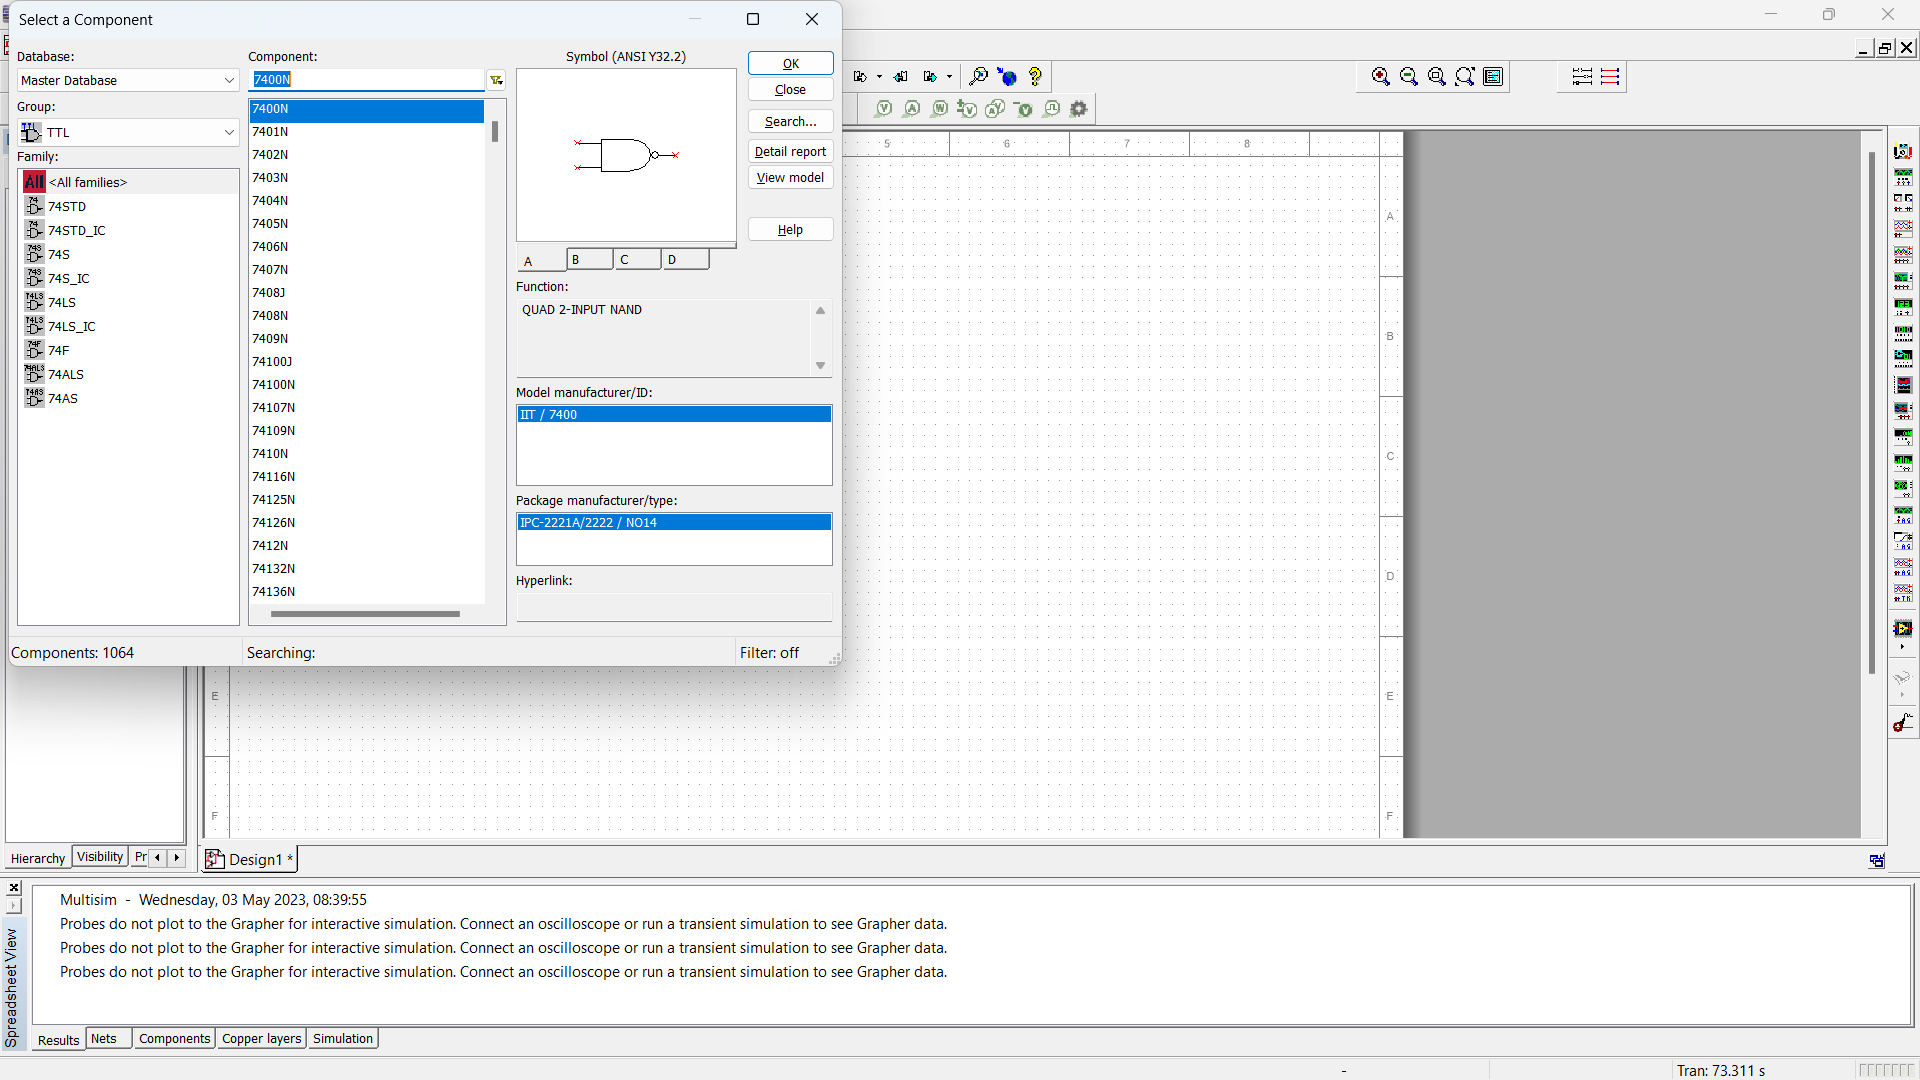 Select a Component
Database:
Master Database
Group:
TTL
Family:
All <All families>
74STD
74STD_IC
74S
74S_IC
74LS
74LS_IC
74F
74ALS
74AS
Component:
7400N
7400N
7401N
7402N
7403N
7404N
7405N
7406N
7407N
7408J
7408N
7409N
74100J
74100N
74107N
74109N
7410N
74116N
74125N
74126N
7412N
74132N
74136N
Symbol (ANSI Y32.2)
A B C D
Function:
QUAD 2-INPUT NAND
Model manufacturer/ID:
IIT / 7400
Package manufacturer/type:
IPC-2221A/2222 / NO14
Hyperlink:
OK
Close
Search...
Detail report
View model
Help
Components: 1064
Searching:
Filter: off
5 6 7 8
A
B
C
D
E E
F F
Hierarchy Visibility Pr
Design1 *
Spreadsheet View
Multisim - Wednesday, 03 May 2023, 08:39:55
Probes do not plot to the Grapher for interactive simulation. Connect an oscilloscope or run a transient simulation to see Grapher data.
Probes do not plot to the Grapher for interactive simulation. Connect an oscilloscope or run a transient simulation to see Grapher data.
Probes do not plot to the Grapher for interactive simulation. Connect an oscilloscope or run a transient simulation to see Grapher data.
Results Nets Components Copper layers Simulation
- Tran: 73.311 s